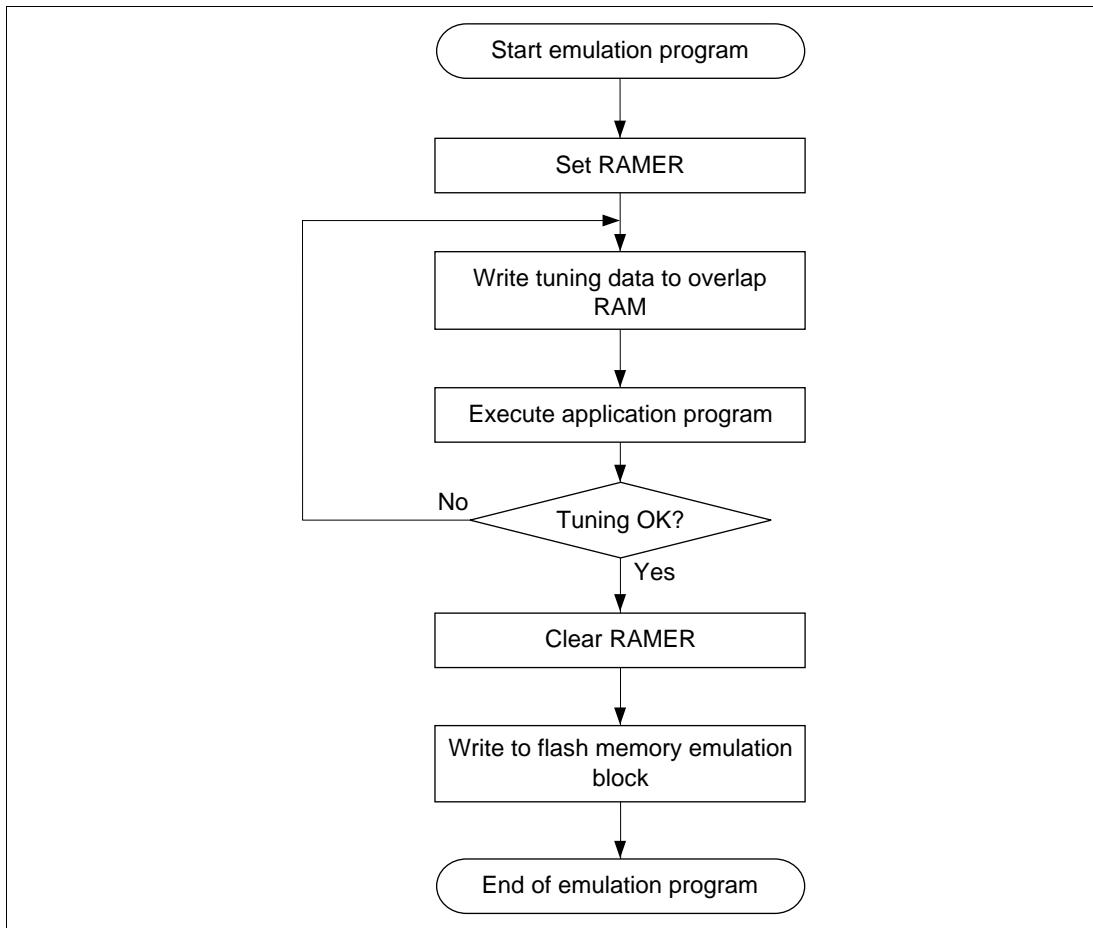 Start emulation program
Set RAMER
Write tuning data to overlap
RAM
Execute application program
No
Tuning OK?
Yes
Clear RAMER
Write to flash memory emulation
block
End of emulation program